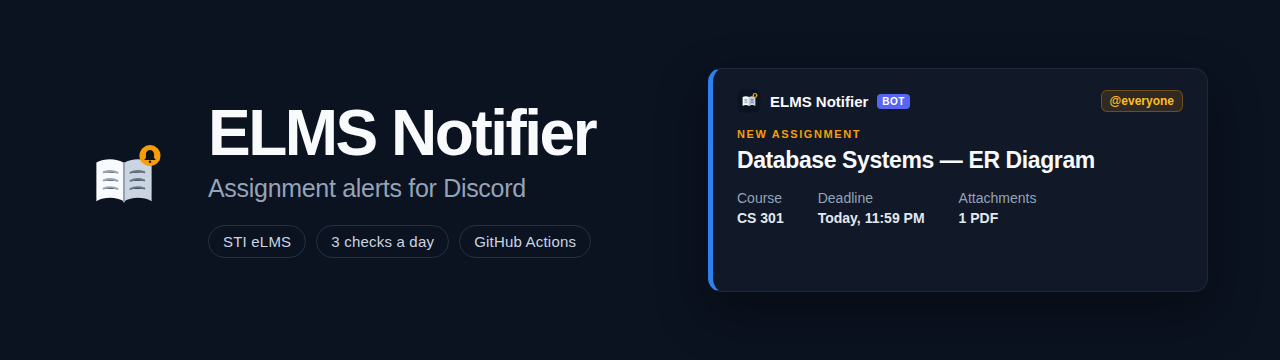 ELMS Notifier
Assignment alerts for Discord
STI eLMS
3 checks a day
GitHub Actions
ELMS Notifier BOT
@everyone
NEW ASSIGNMENT
Database Systems — ER Diagram
Course Deadline Attachments
CS 301 Today, 11:59 PM 1 PDF